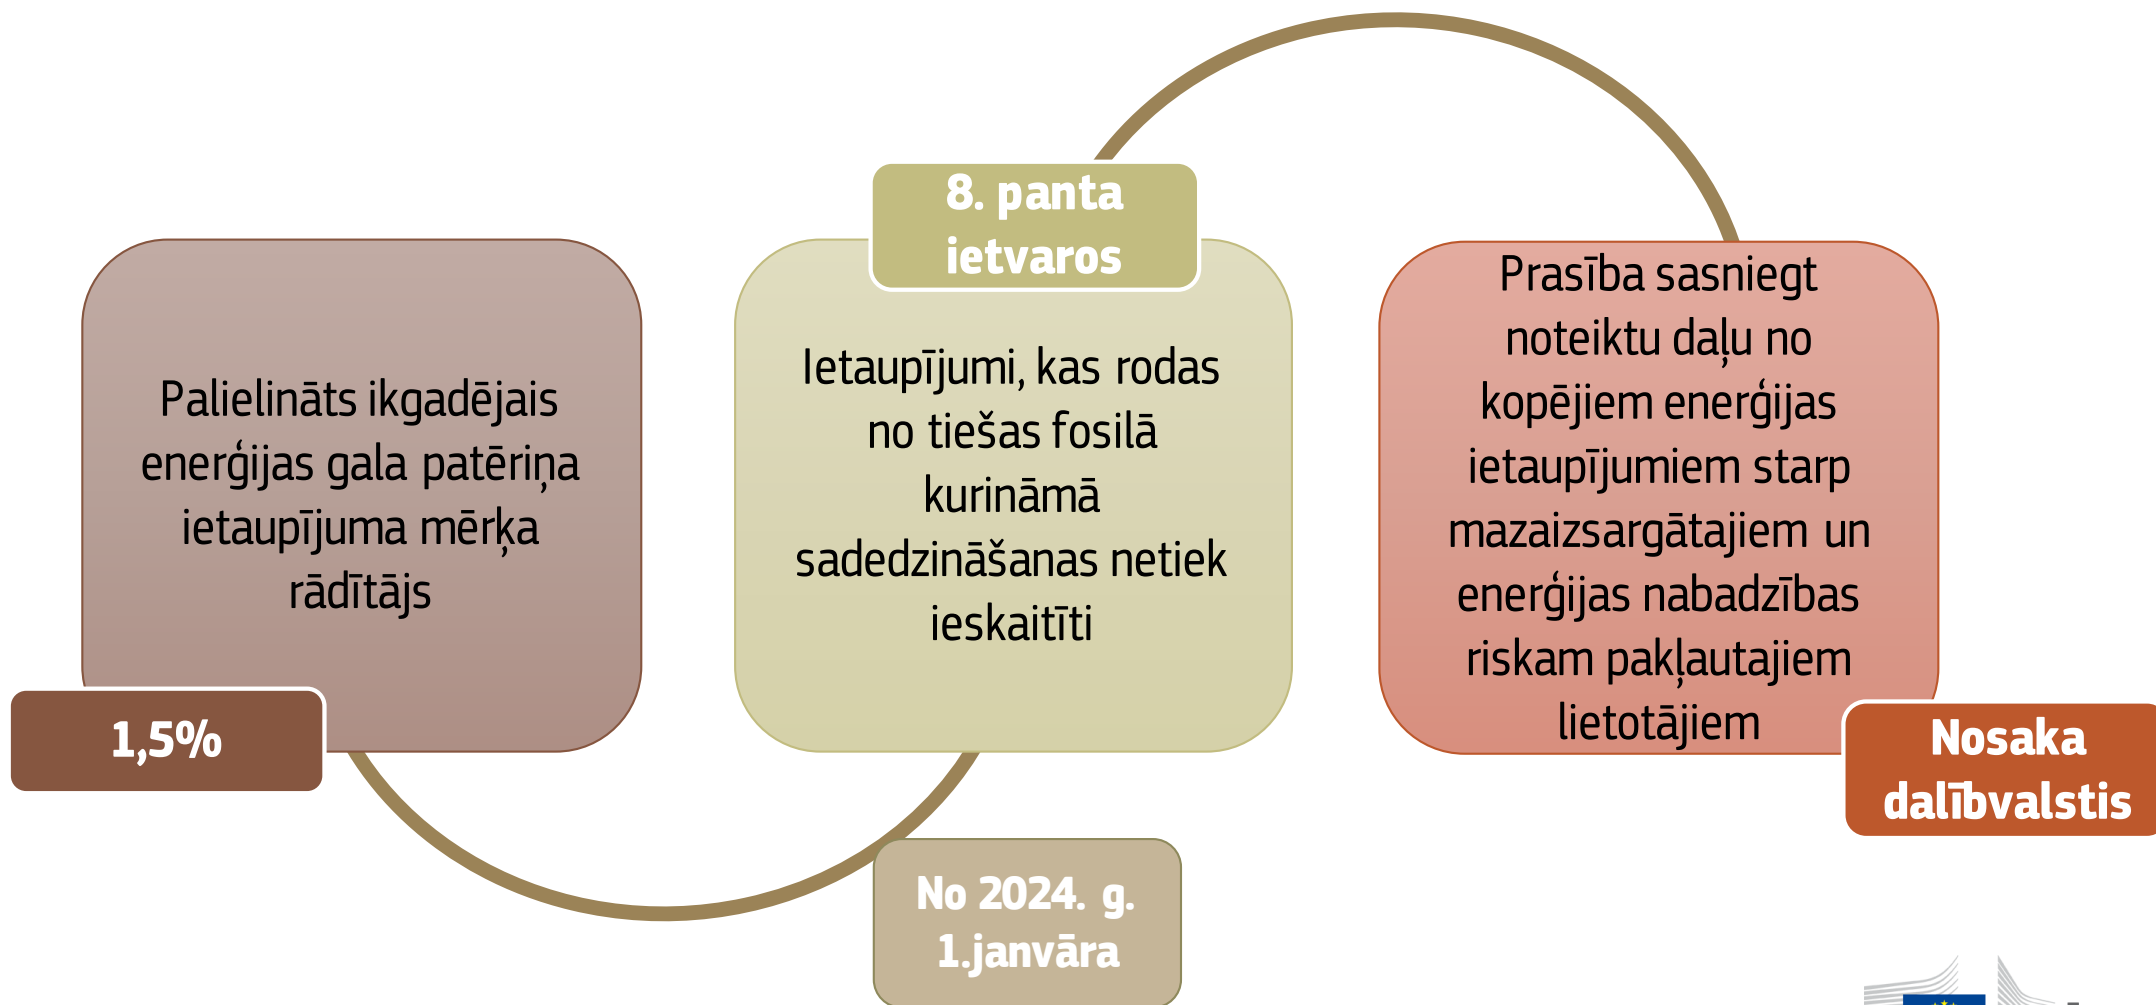 Palielināts ikgadējais
enerģijas gala patēriņa
ietaupījuma mērķa
rādītājs
1,5%
8. panta
ietvaros
Ietaupījumi, kas rodas
no tiešas fosilā
kurināmā
sadedzināšanas netiek
ieskaitīti
No 2024. g.
1.janvāra
Prasība sasniegt
noteiktu daļu no
kopējiem enerģijas
ietaupījumiem starp
mazaizsargātajiem un
enerģijas nabadzības
riskam pakļautajiem
lietotājiem
Nosaka
dalībvalstis